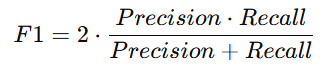 F1 = 2 · Precision · Recall / Precision + Recall